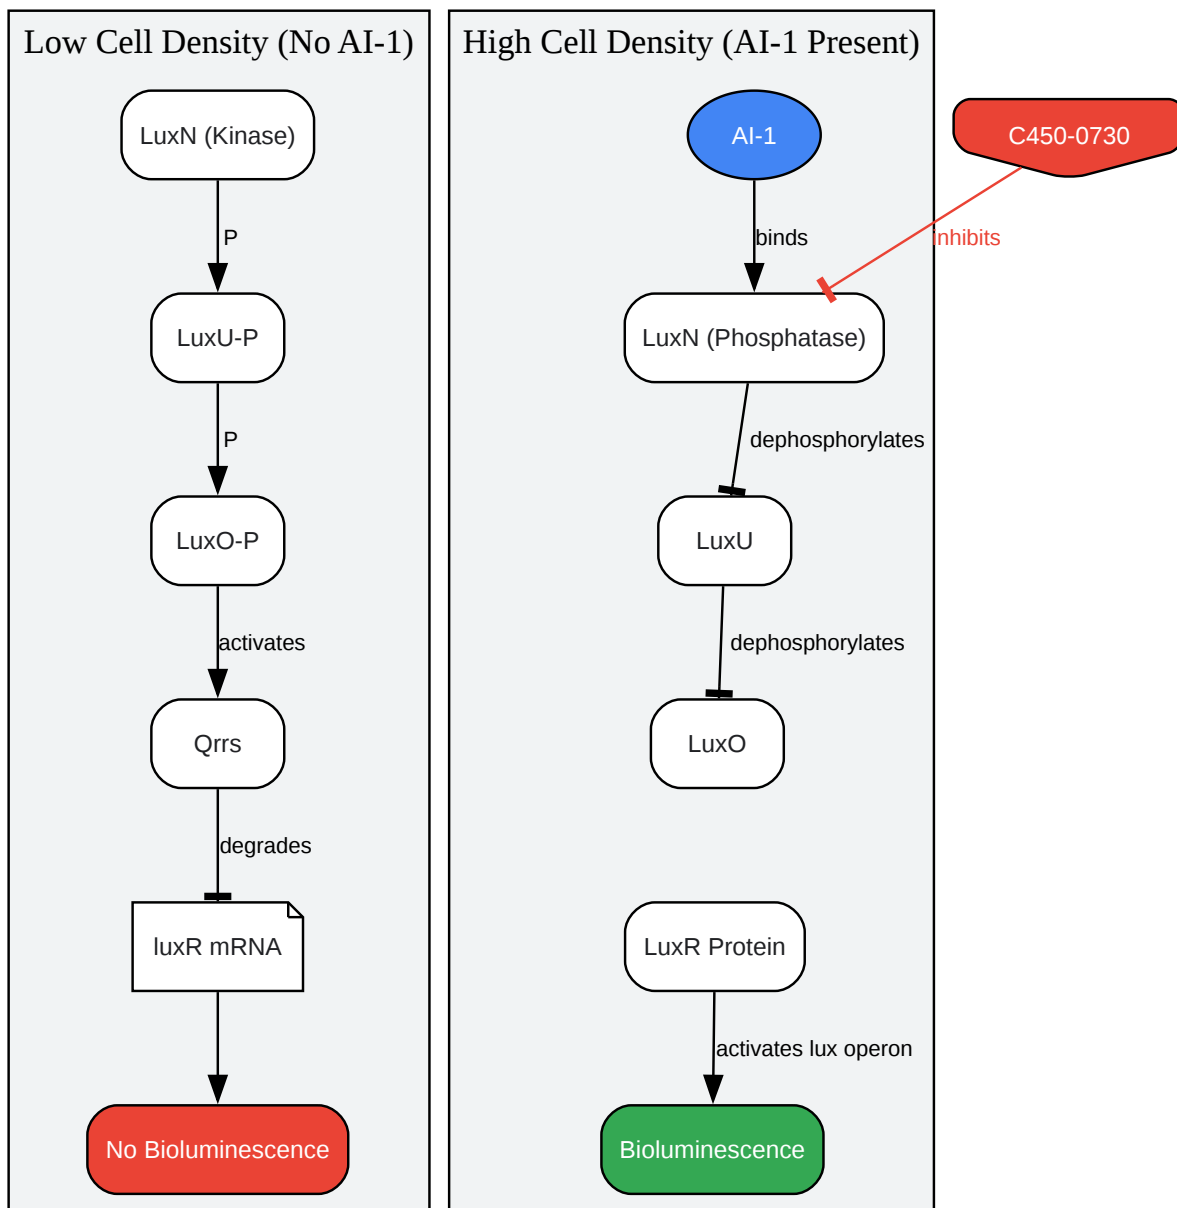 Low Cell Density (No AI-1)
LuxN (Kinase)
P
LuxU-P
P
LuxO-P
activates
Qrrs
degrades
luxR mRNA
No Bioluminescence
High Cell Density (AI-1 Present)
AI-1
C450-0730
binds
inhibits
LuxN (Phosphatase)
dephosphorylates
LuxU
dephosphorylates
LuxO
LuxR Protein
activates lux operon
Bioluminescence